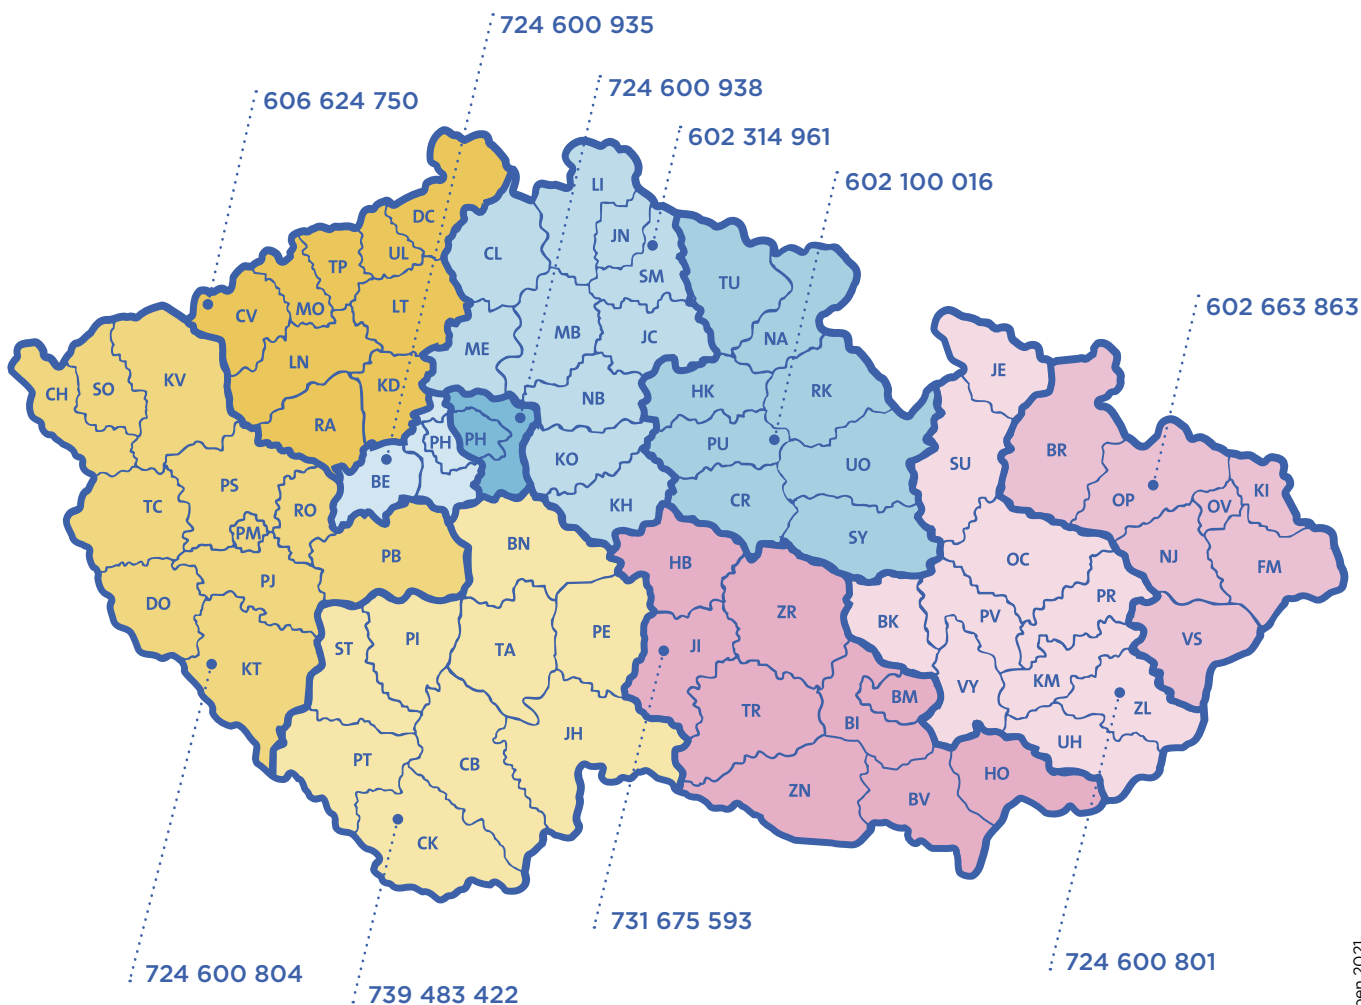 724 600 935
724 600 938
606 624 750
602 314 961
602 100 016
LI
DC
JN
UL
CL
TP
SM
TU
602 663 863
MO
LT
CV
MB
JC
NA
ME
LN
JE
KV
SO
KD
CH
HK
RK
NB
RA
PH
PH
PU
BR
KO
UO
SU
BE
PS
KI
OP
CR
KH
TC
RO
OV
PM
SY
BN
PB
HB
OC
NJ
FM
PJ
DO
PR
ZR
PV
BK
PE
PI
VS
ST
TA
JI
KT
KM
VY
BM
ZL
TR
BI
JH
UH
PT
CB
HO
ZN
BV
CK
731 675 593
724 600 801
724 600 804
739 483 422
2021